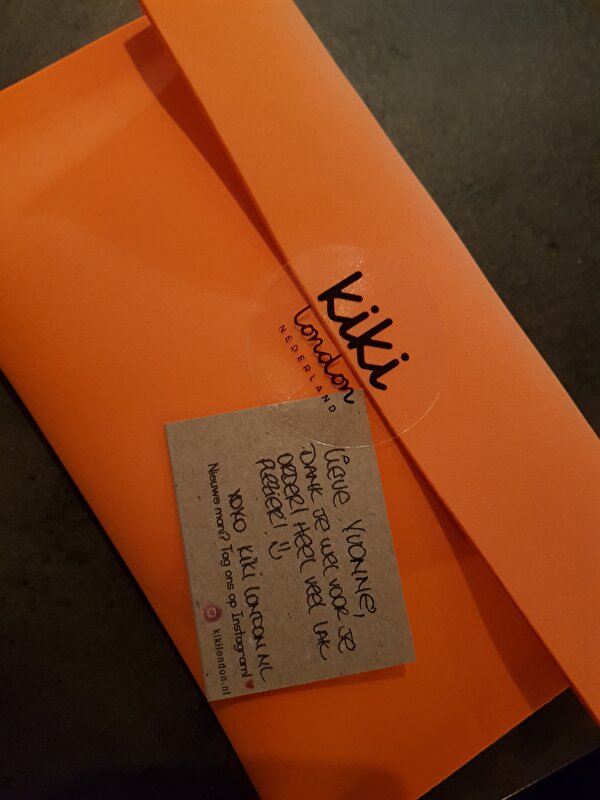 kiki
London
NEDERLAND
Lieve Yvonne,
DANK JE WEL VOOR JE
ORDER! HEEL VEEL LAK
PLEZIER! :)
XOXO KIKI LONDON NL
Nieuwe mani? Tag ons op Instagram! ♥
kikilondon.nl